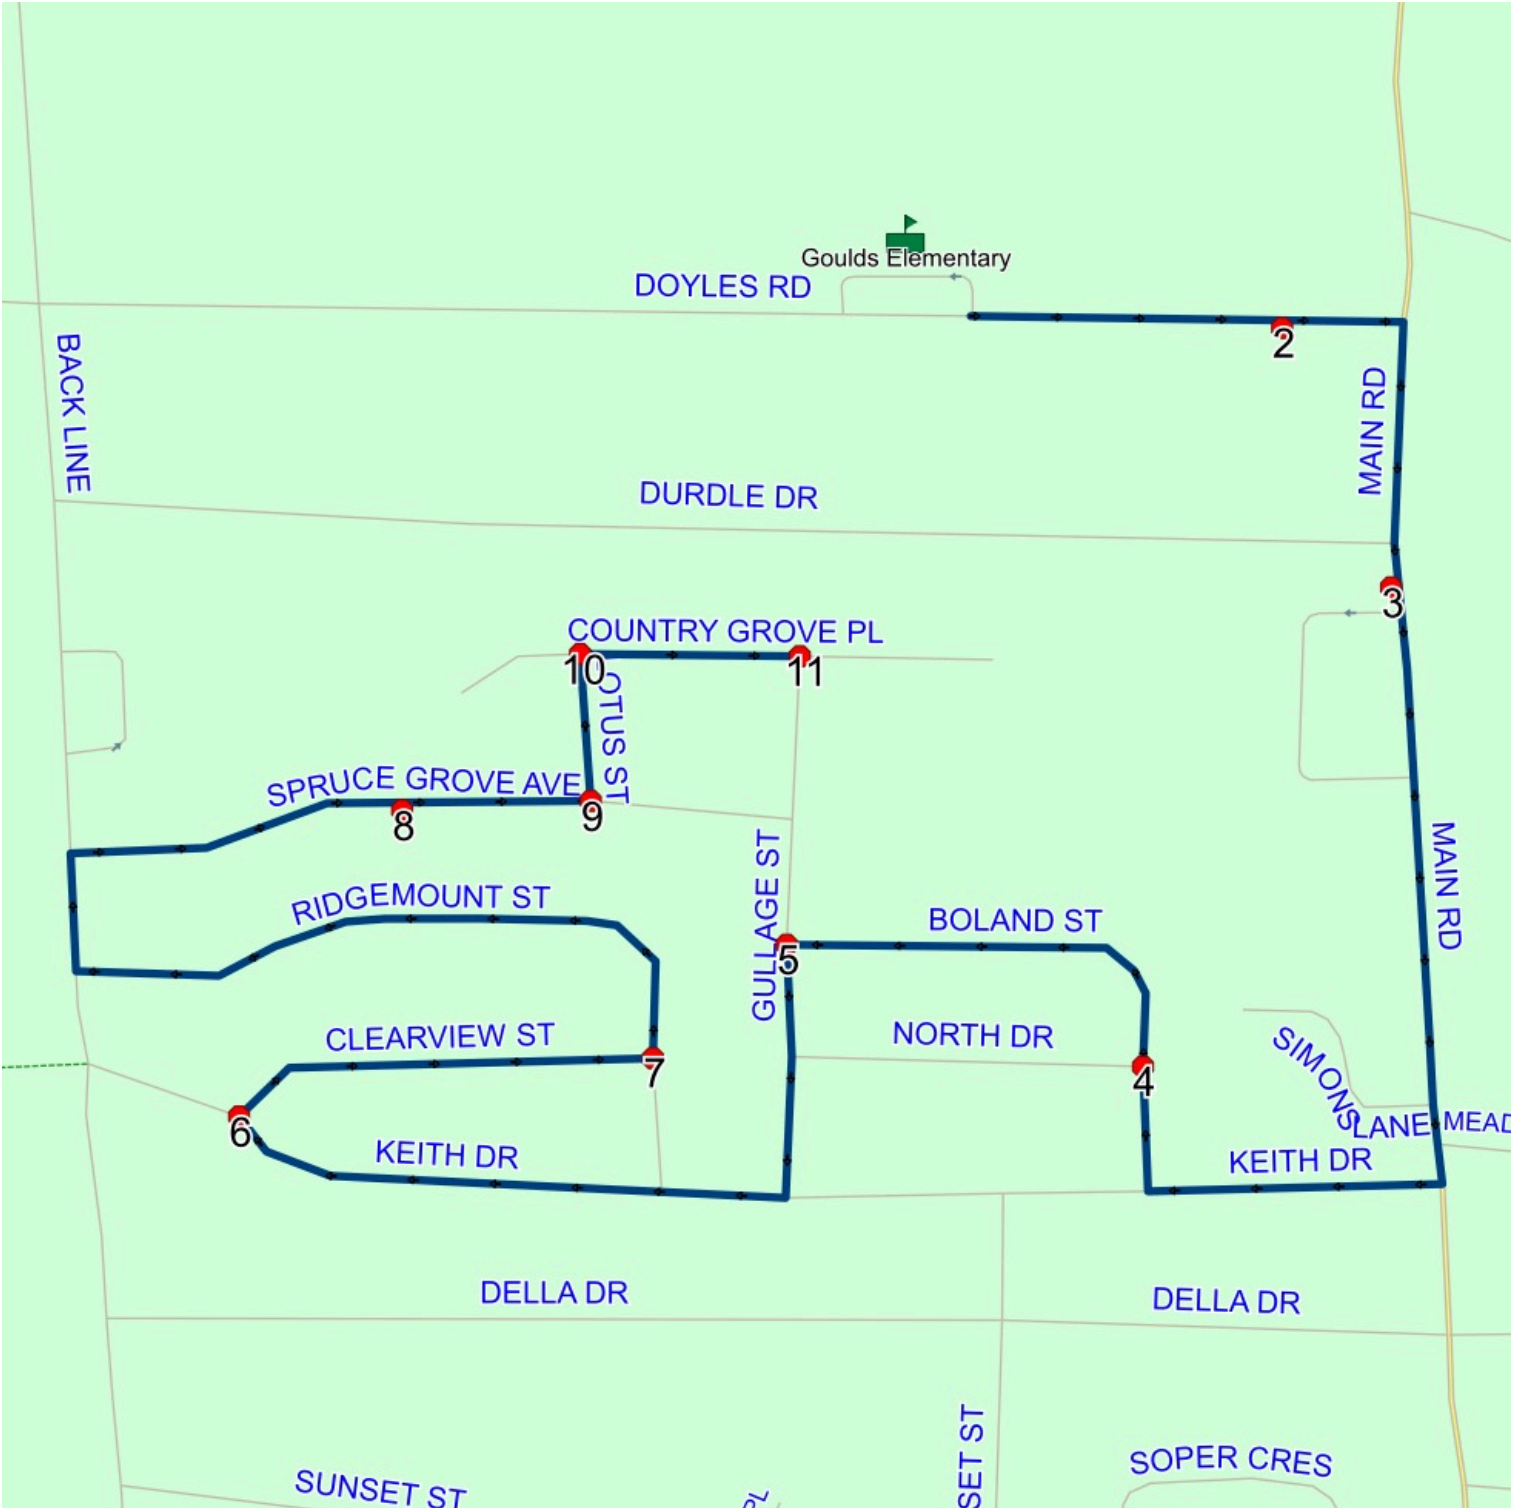 Goulds Elementary
DOYLES RD
2
BACK LINE
MAIN RD
DURDLE DR
3
COUNTRY GROVE PL
10
11
OTUS ST
SPRUCE GROVE AVE
8
9
GULLAGE ST
MAIN RD
RIDGEMOUNT ST
BOLAND ST
5
CLEARVIEW ST
NORTH DR
SIMONS
LANE
MEAD
7
4
6
KEITH DR
KEITH DR
DELLA DR
DELLA DR
SET ST
SOPER CRES
SUNSET ST
PL